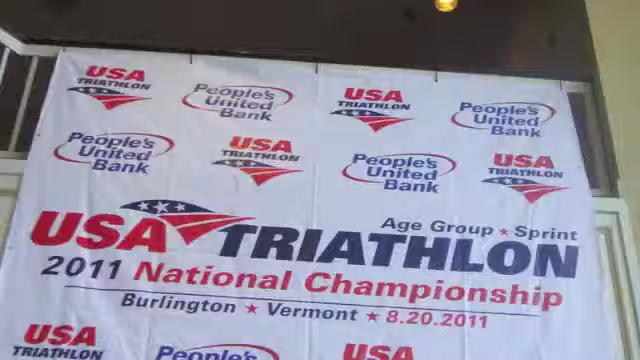 USA
TRIATHLON
People's
United
Bank
USA
TRIATHLON
People's
United
Bank
People's
United
Bank
USA
TRIATHLON
People's
United
Bank
USA
TRIATHLON
Age Group ★ Sprint
USA TRIATHLON
2011 National Championship
Burlington ★ Vermont ★ 8.20.2011
USA
TRIATHLON
People's
USA